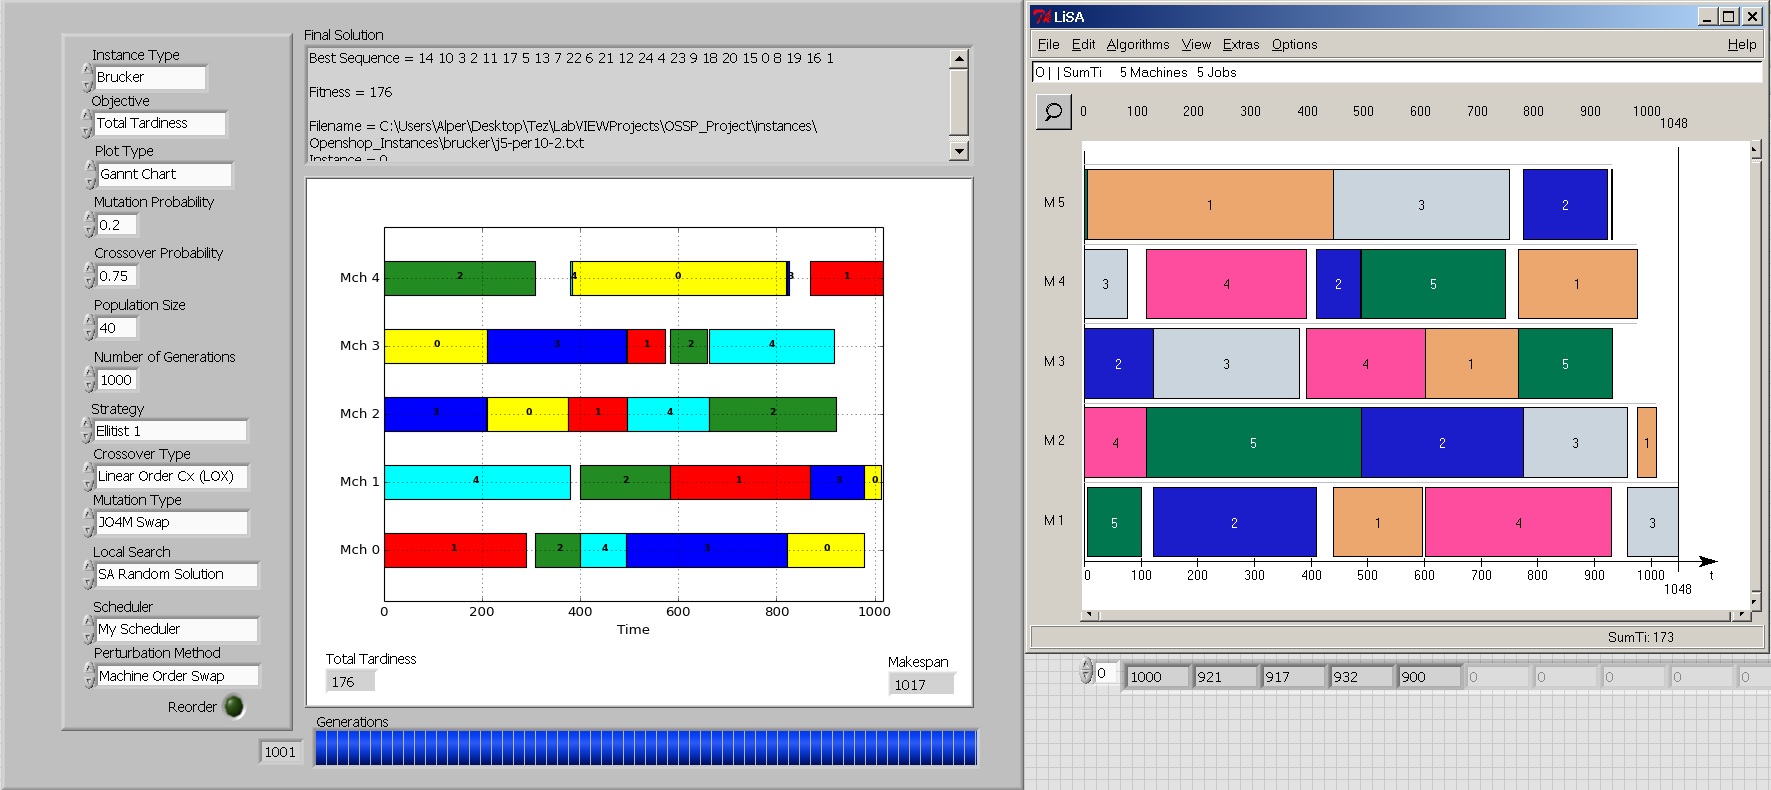 Instance Type
Brucker
Objective
Total Tardiness
Plot Type
Gannt Chart
Mutation Probability
0.2
Crossover Probability
0.75
Population Size
40
Number of Generations
1000
Strategy
Ellitist 1
Crossover Type
Linear Order Cx (LOX)
Mutation Type
JO4M Swap
Local Search
SA Random Solution
Scheduler
My Scheduler
Perturbation Method
Machine Order Swap
Reorder
1001
Final Solution
Best Sequence = 14 10 3 2 11 17 5 13 7 22 6 21 12 24 4 23 9 18 20 15 0 8 19 16 1
Fitness = 176
Filename = C:\Users\Alper\Desktop\Tez\LabVIEWProjects\OSSP_Project\instances\
Openshop_Instances\brucker\j5-per10-2.txt
Instance = 0
Mch 4 2 4 0 3 1
Mch 3 0 3 1 2 4
Mch 2 3 0 1 4 2
Mch 1 4 2 1 3 0
Mch 0 1 2 4 3 0
0 200 400 600 800 1000
Time
Total Tardiness
176
Makespan
1017
Generations
LiSA
File Edit Algorithms View Extras Options Help
O | | SumTi 5 Machines 5 Jobs
0 100 200 300 400 500 600 700 800 900 1000
1048
M 5 1 3 2
M 4 3 4 2 5 1
M 3 2 3 4 1 5
M 2 4 5 2 3 1
M 1 5 2 1 4 3
0 100 200 300 400 500 600 700 800 900 1000 t
1048
SumTi: 173
0 1000 921 917 932 900 0 0 0 0 0